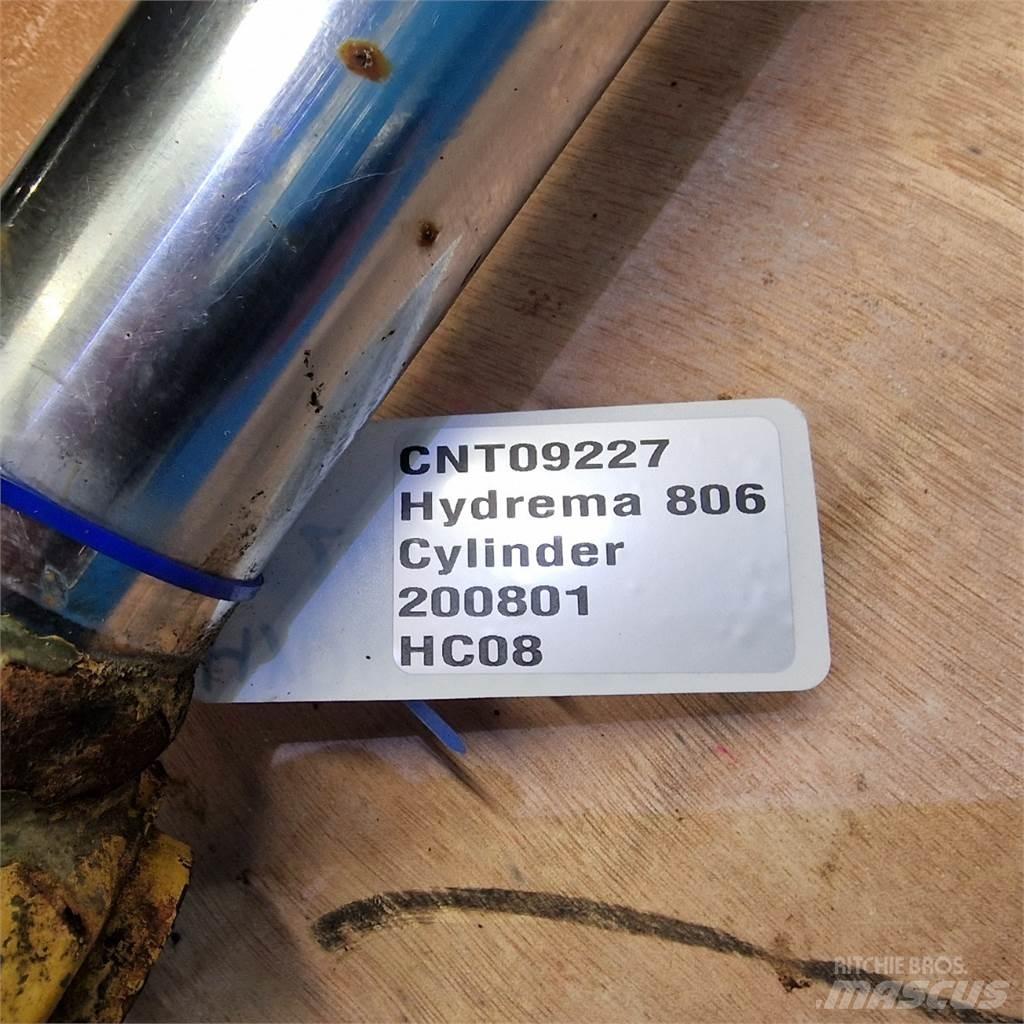 CNT09227
Hydrema 806
Cylinder
200801
HC08
RITCHIE BROS.
MASCUS